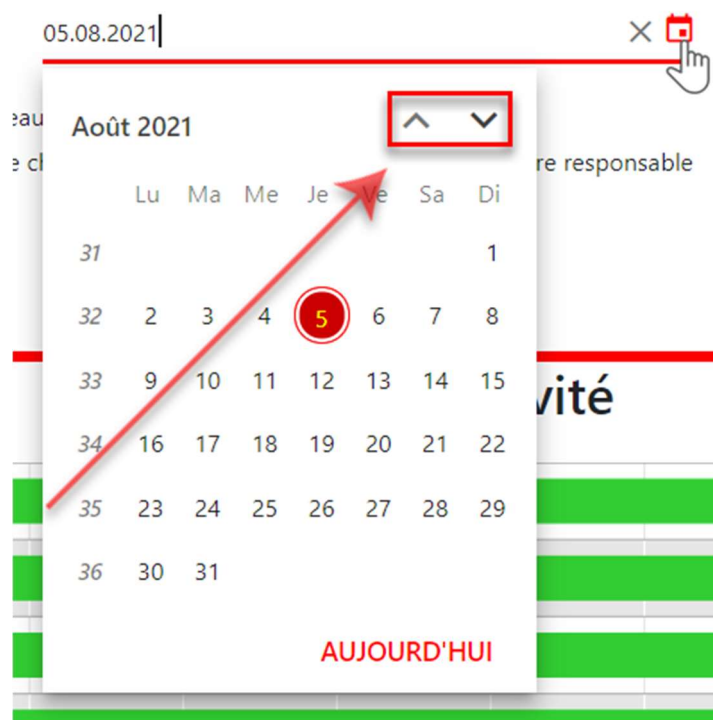 05.08.2021
eau
Août 2021
e ch
re responsable
Lu Ma Me Je Ve Sa Di
31 1
32 2 3 4 5 6 7 8
33 9 10 11 12 13 14 15
vité
34 16 17 18 19 20 21 22
35 23 24 25 26 27 28 29
36 30 31
AUJOURD'HUI